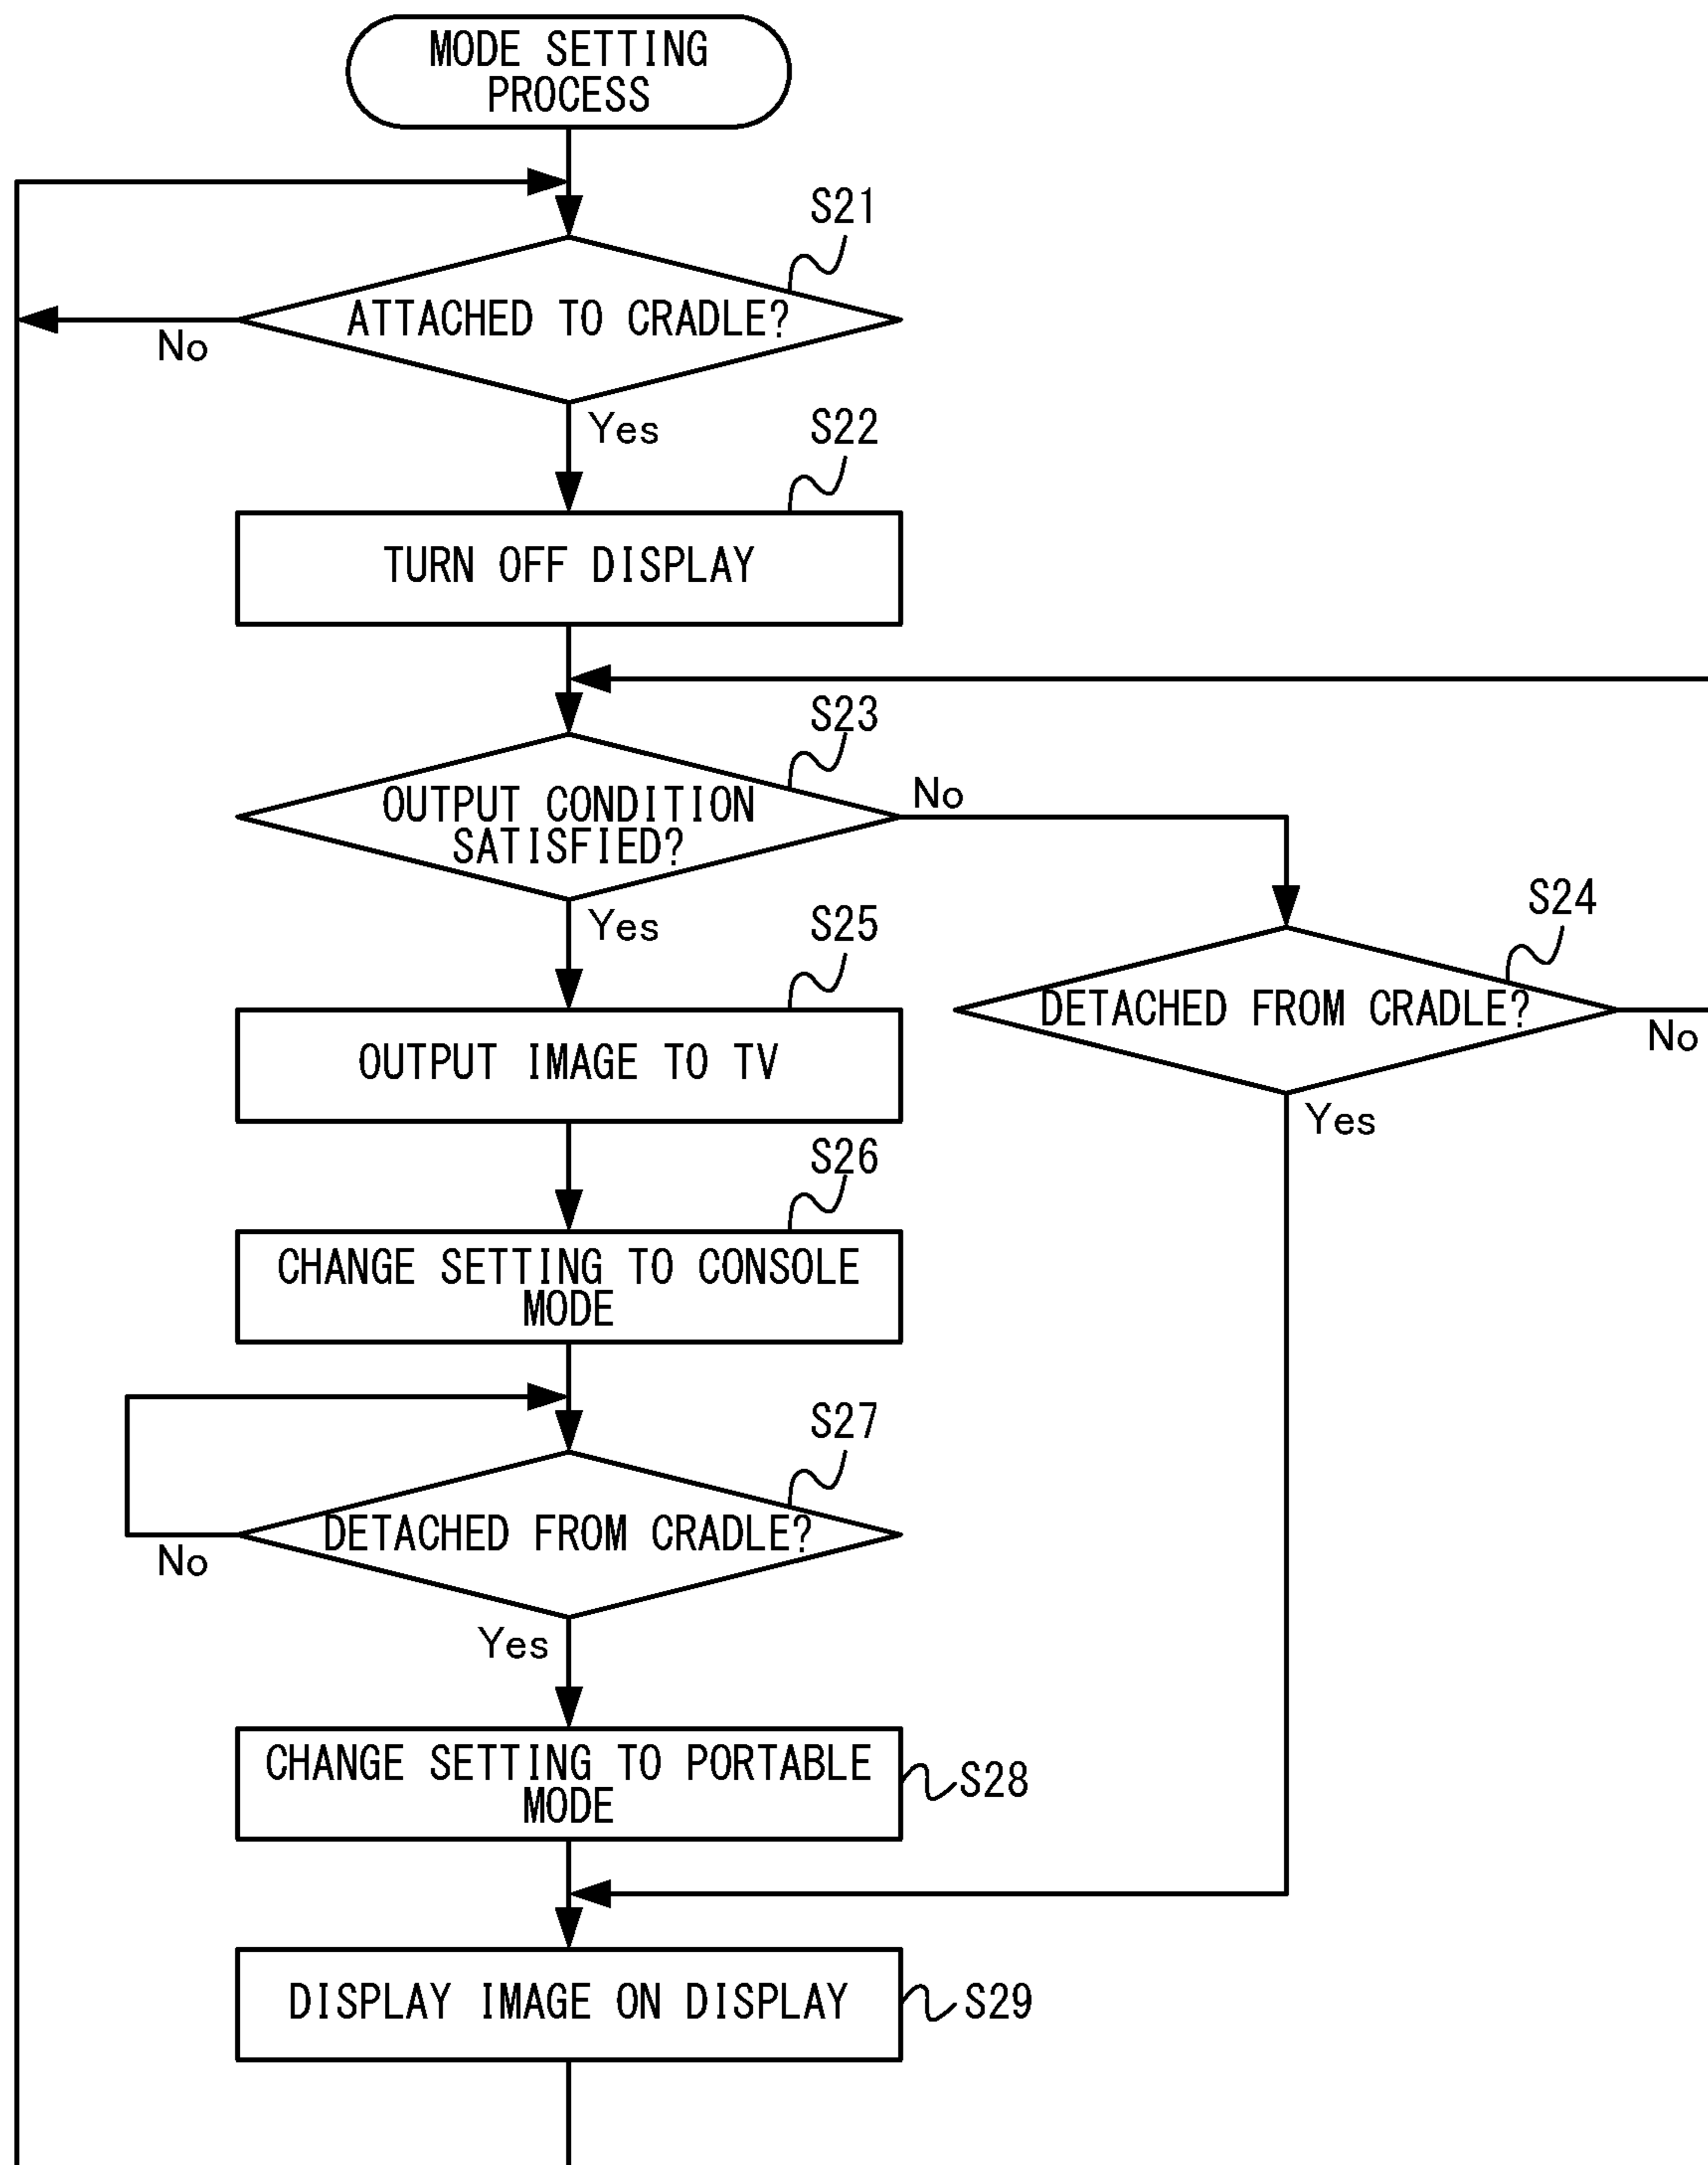 MODE SETTING
PROCESS
S21
ATTACHED TO CRADLE?
No
Yes
S22
TURN OFF DISPLAY
S23
OUTPUT CONDITION
SATISFIED?
No
Yes
S24
DETACHED FROM CRADLE?
No
Yes
S25
OUTPUT IMAGE TO TV
S26
CHANGE SETTING TO CONSOLE
MODE
S27
DETACHED FROM CRADLE?
No
Yes
CHANGE SETTING TO PORTABLE
MODE
S28
DISPLAY IMAGE ON DISPLAY
S29